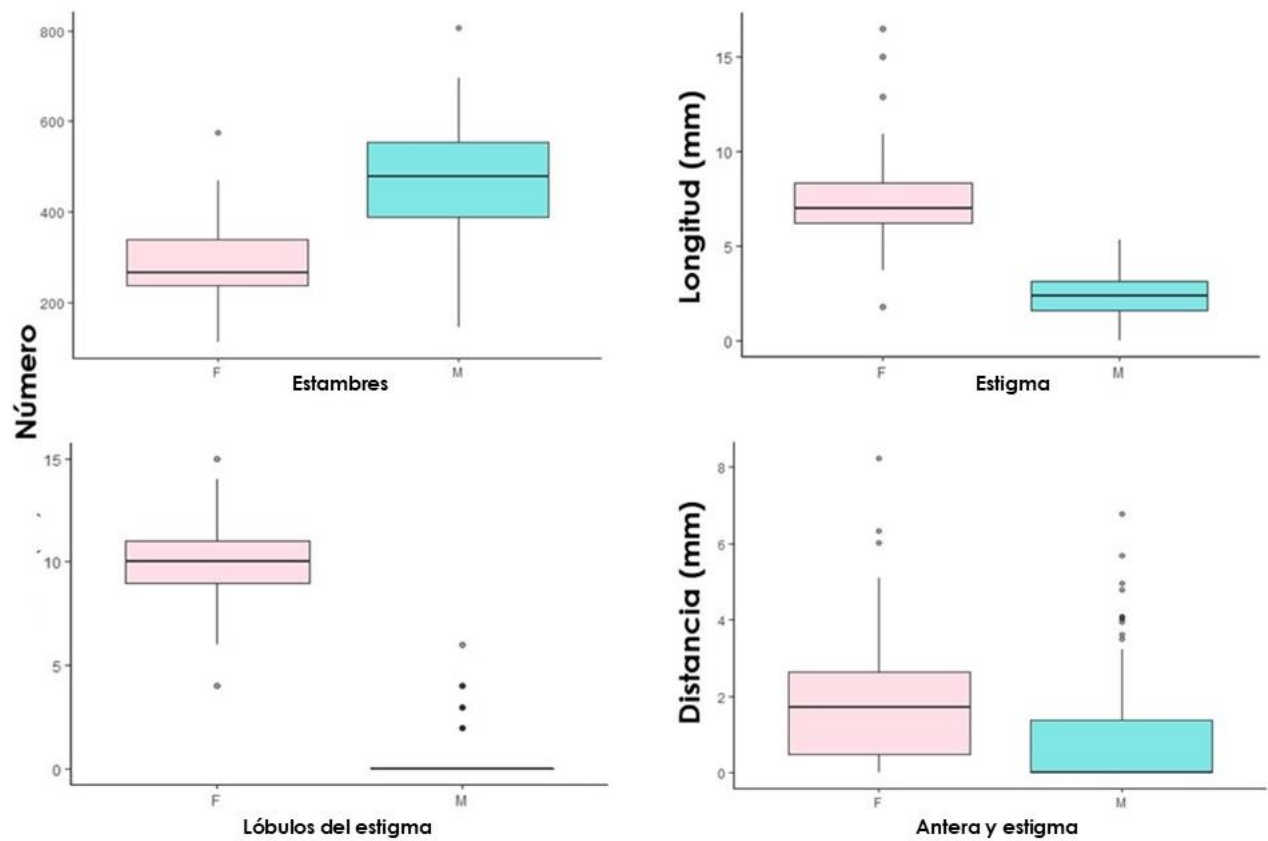 Número
800
600
400
200
F M
Estambres
Longitud (mm)
15
10
5
0
F M
Estigma
15
10
5
0
F M
Lóbulos del estigma
Distancia (mm)
8
6
4
2
0
F M
Antera y estigma